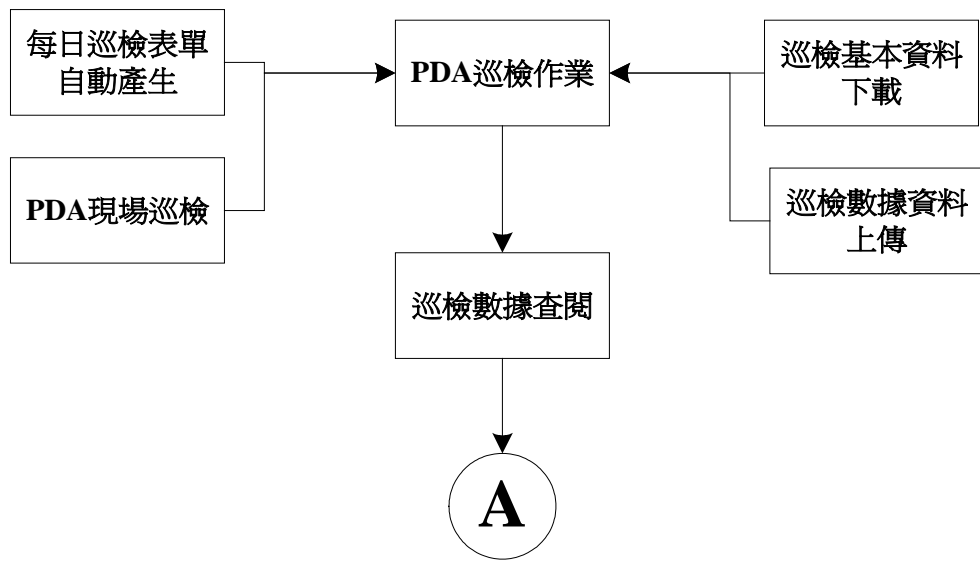 每日巡檢表單
自動產生
PDA巡檢作業
巡檢基本資料
下載
PDA現場巡檢
巡檢數據資料
上傳
巡檢數據查閱
A